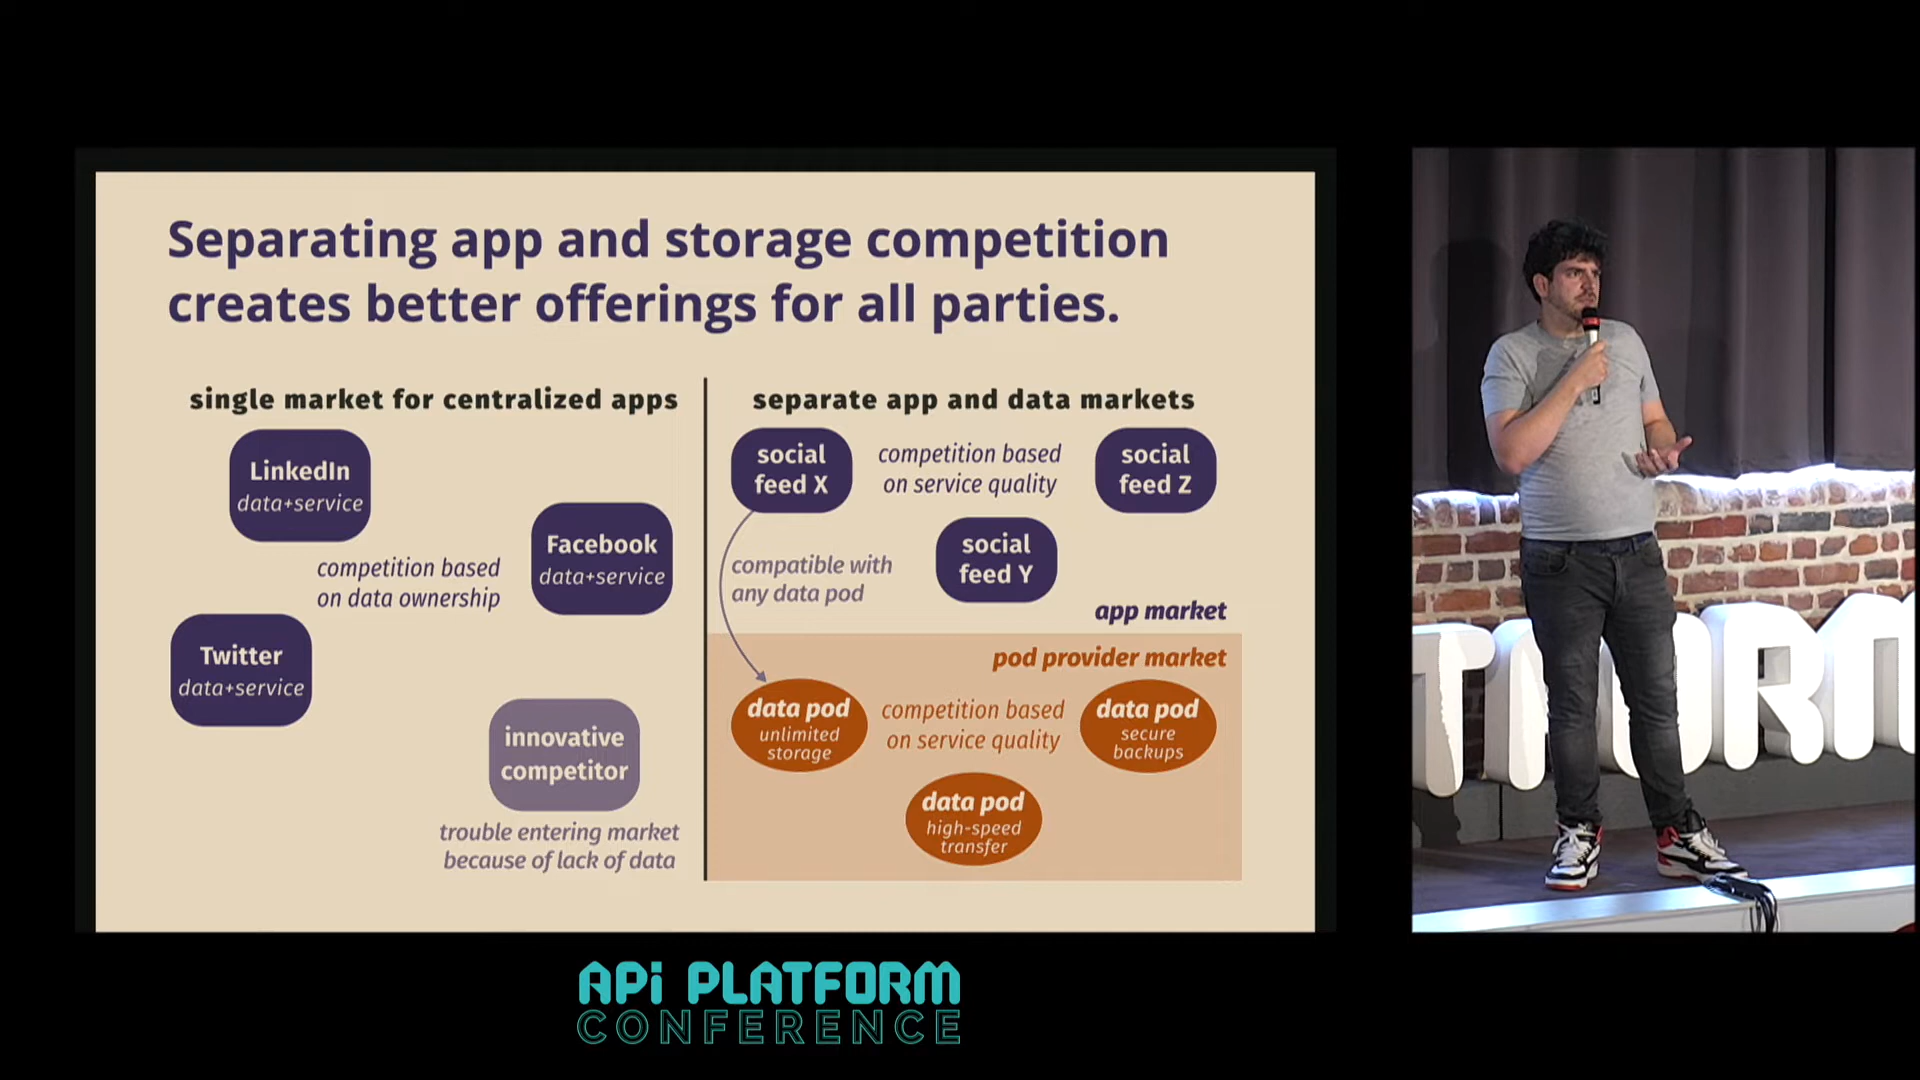 Separating app and storage competition
creates better offerings for all parties.
single market for centralized apps
LinkedIn
data+service
Facebook
data+service
competition based
on data ownership
Twitter
data+service
innovative
competitor
trouble entering market
because of lack of data
separate app and data markets
social
feed X
competition based
on service quality
social
feed Z
social
feed Y
compatible with
any data pod
app market
pod provider market
data pod
unlimited
storage
competition based
on service quality
data pod
secure
backups
data pod
high-speed
transfer
API PLATFORM
CONFERENCE